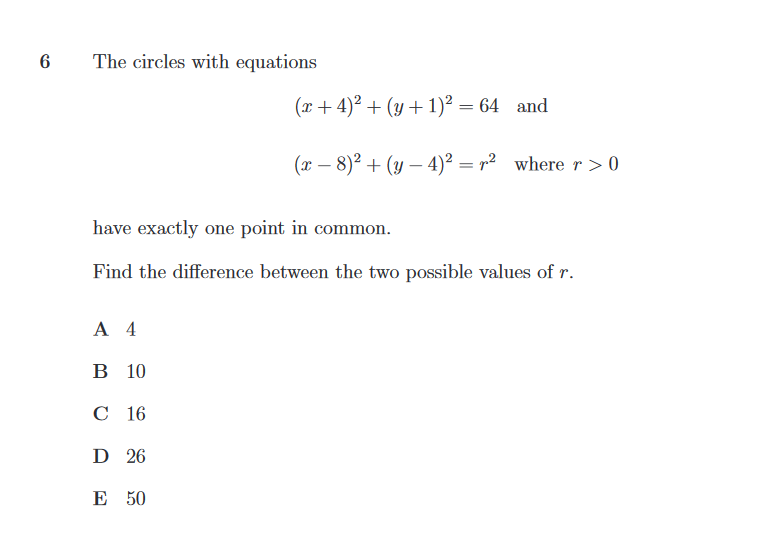 6 The circles with equations
(x + 4)² + (y + 1)² = 64 and
(x − 8)² + (y − 4)² = r² where r > 0
have exactly one point in common.
Find the difference between the two possible values of r.
A 4
B 10
C 16
D 26
E 50